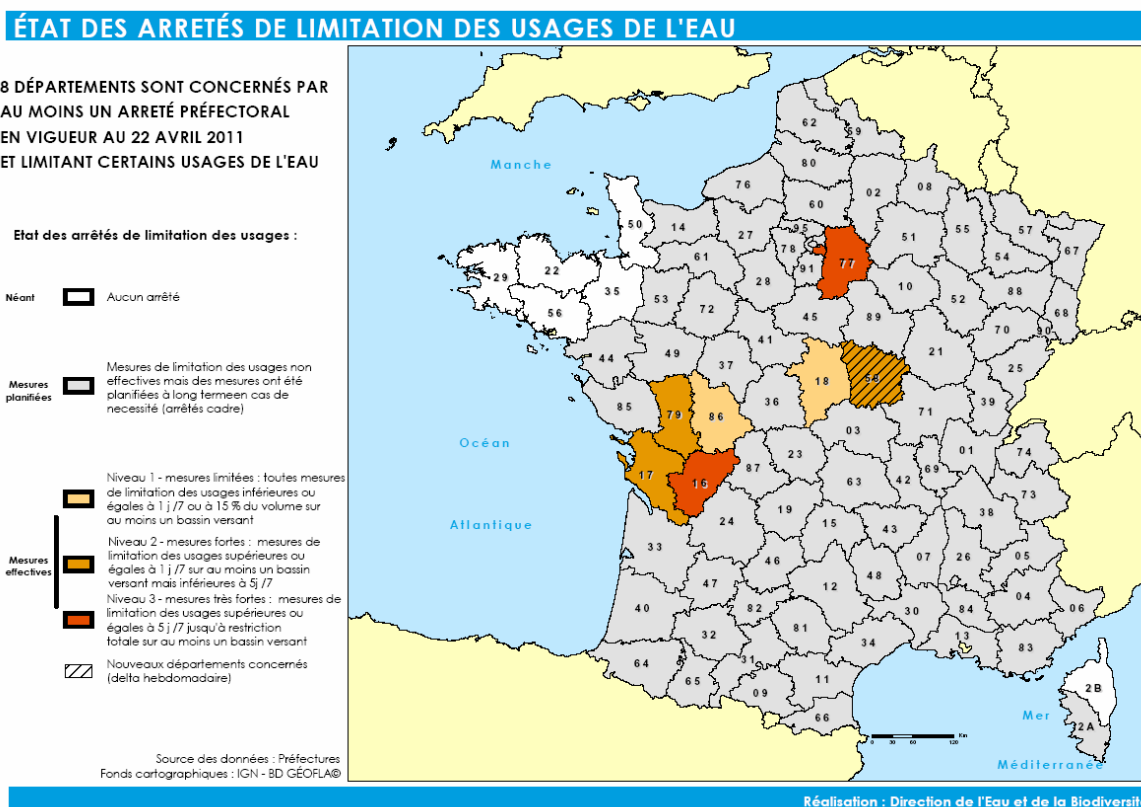 ÉTAT DES ARRETÉS DE LIMITATION DES USAGES DE L'EAU
8 DÉPARTEMENTS SONT CONCERNÉS PAR
AU MOINS UN ARRETÉ PRÉFECTORAL
EN VIGUEUR AU 22 AVRIL 2011
ET LIMITANT CERTAINS USAGES DE L'EAU
Etat des arrêtés de limitation des usages :
Néant
Aucun arrêté
Mesures
planifiées
Mesures de limitation des usages non
effectives mais des mesures ont été
planifiées à long termeen cas de
necessité (arrêtés cadre)
Niveau 1 - mesures limitées : toutes mesures
de limitation des usages inférieures ou
égales à 1 j /7 ou à 15 % du volume sur
au moins un bassin versant
Mesures
effectives
Niveau 2 - mesures fortes : mesures de
limitation des usages supérieures ou
égales à 1 j /7 sur au moins un bassin
versant mais inférieures à 5j /7
Niveau 3 - mesures très fortes : mesures de
limitation des usages supérieures ou
égales à 5 j /7 jusqu'à restriction
totale sur au moins un bassin versant
Nouveaux départements concernés
(delta hebdomadaire)
Source des données : Préfectures
Fonds cartographiques : IGN - BD GÉOFLA©
Manche
Océan
Atlantique
Mer
Méditerranée
62
59
80
76
02
08
60
50
14
27
95
78
77
91
51
55
57
67
54
61
29
22
35
56
53
72
28
10
52
88
68
45
89
70
90
41
21
25
44
49
37
18
58
39
85
79
86
36
71
03
17
16
87
23
63
42
69
01
74
73
38
24
19
15
43
33
07
26
05
46
48
47
12
04
06
40
82
30
84
81
32
34
13
83
64
31
65
11
09
66
2B
2A
0 30 60 120
Km
Réalisation : Direction de l'Eau et de la Biodiversit